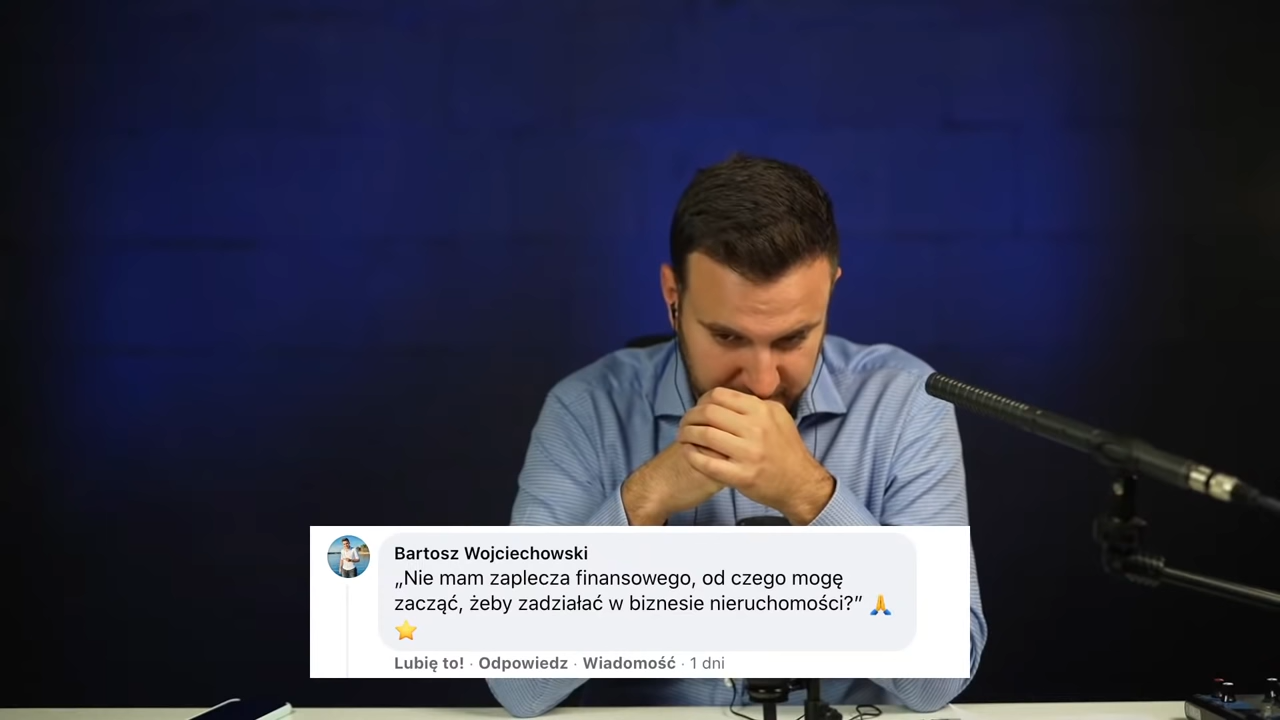 Bartosz Wojciechowski
„Nie mam zaplecza finansowego, od czego mogę
zacząć, żeby zadziałać w biznesie nieruchomości?” 🙏
⭐
Lubię to! · Odpowiedz · Wiadomość · 1 dni